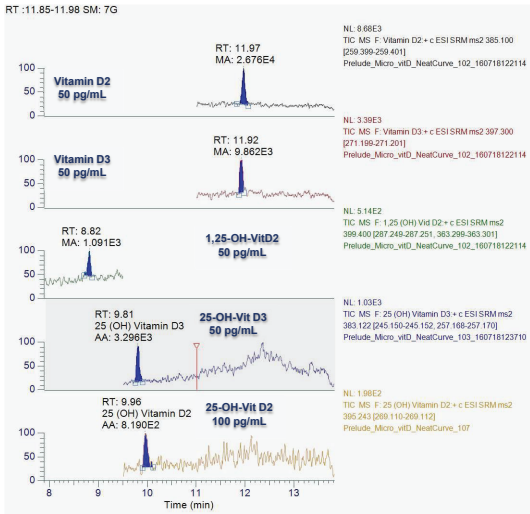 RT :11.85-11.98 SM: 7G
NL: 8.68E3
TIC MS F: Vitamin D2:+ c ESI SRM ms2 385.100
[259.399-259.401]
Prelude_Micro_vitD_NeatCurve_102_160718122114
RT: 11.97
MA: 2.676E4
100
50
0
Vitamin D2
50 pg/mL
NL: 3.39E3
TIC MS F: Vitamin D3:+ c ESI SRM ms2 397.300
[271.199-271.201]
Prelude_Micro_vitD_NeatCurve_102_160718122114
RT: 11.92
MA: 9.862E3
100
50
0
Vitamin D3
50 pg/mL
NL: 5.14E2
TIC MS F: 1,25 (OH) Vid D2:+ c ESI SRM ms2
399.400 [287.249-287.251, 363.299-363.301]
Prelude_Micro_vitD_NeatCurve_102_160718122114
RT: 8.82
MA: 1.091E3
100
50
0
1,25-OH-VitD2
50 pg/mL
NL: 1.03E3
TIC MS F: 25 (OH) Vitamin D3:+ c ESI SRM ms2
383.122 [245.150-245.152, 257.168-257.170]
Prelude_Micro_vitD_NeatCurve_103_160718123710
RT: 9.81
25 (OH) Vitamin D3
AA: 3.296E3
100
50
0
25-OH-Vit D3
50 pg/mL
NL: 1.98E2
TIC MS F: 25 (OH) Vitamin D2:+ c ESI SRM ms2
395.243 [269.110-269.112]
Prelude_Micro_vitD_NeatCurve_107
RT: 9.96
25 (OH) Vitamin D2
AA: 8.190E2
100
50
0
25-OH-Vit D2
100 pg/mL
8 9 10 11 12 13
Time (min)